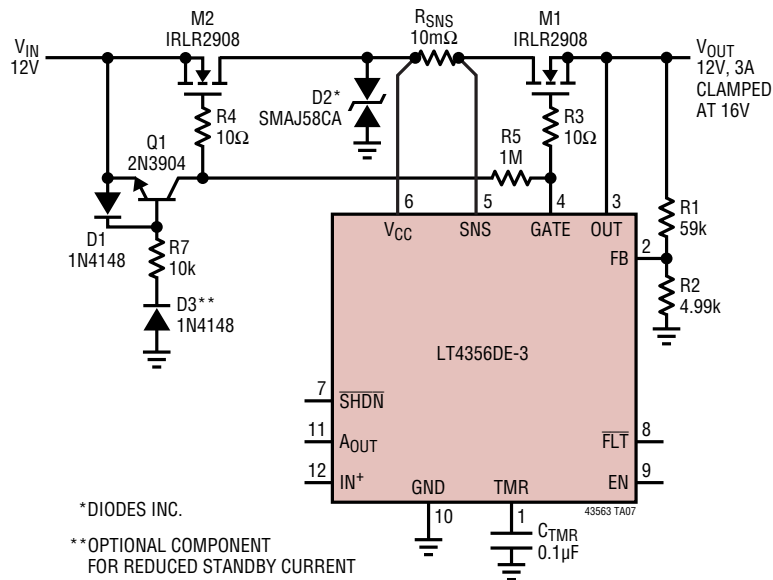 M2
IRLR2908
RSNS
10mΩ
M1
IRLR2908
VIN
12V
VOUT
12V, 3A
CLAMPED
AT 16V
D2*
SMAJ58CA
R4
10Ω
R3
10Ω
Q1
2N3904
R5
1M
6
5
4
3
VCC
SNS
GATE
OUT
R1
59k
D1
1N4148
R7
10k
FB
2
R2
4.99k
D3**
1N4148
LT4356DE-3
7
SHDN
11
AOUT
FLT
8
12
IN+
EN
9
GND
TMR
10
1
43563 TA07
CTMR
0.1µF
*DIODES INC.
**OPTIONAL COMPONENT
FOR REDUCED STANDBY CURRENT